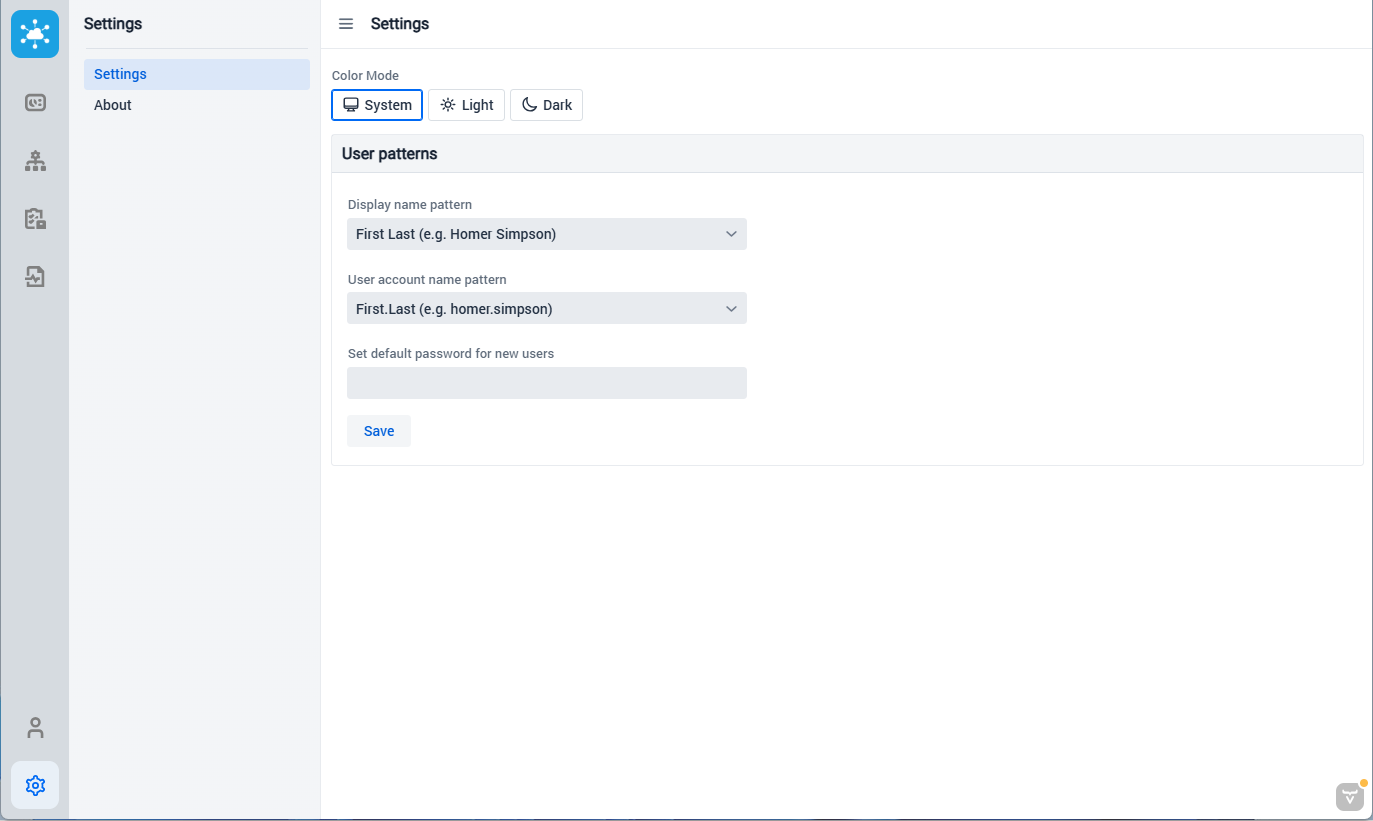 Settings
Settings
About
Settings
Color Mode
System
Light
Dark
User patterns
Display name pattern
First Last (e.g. Homer Simpson)
User account name pattern
First.Last (e.g. homer.simpson)
Set default password for new users
Save